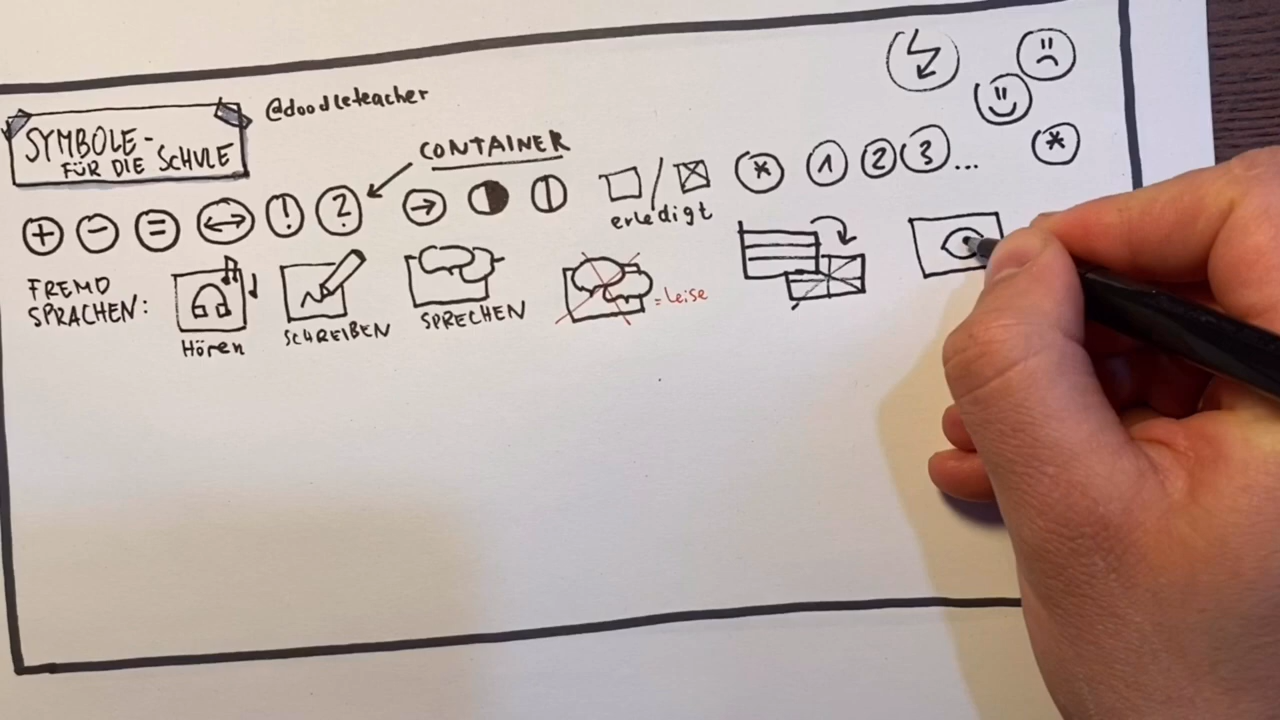 @doodleteacher
SYMBOLE-
FÜR DIE SCHULE
CONTAINER
+ - = ↔ ! ? → * 1 2 3 ... *
erledigt
FREMD
SPRACHEN:
Hören
SCHREIBEN
SPRECHEN
= leise